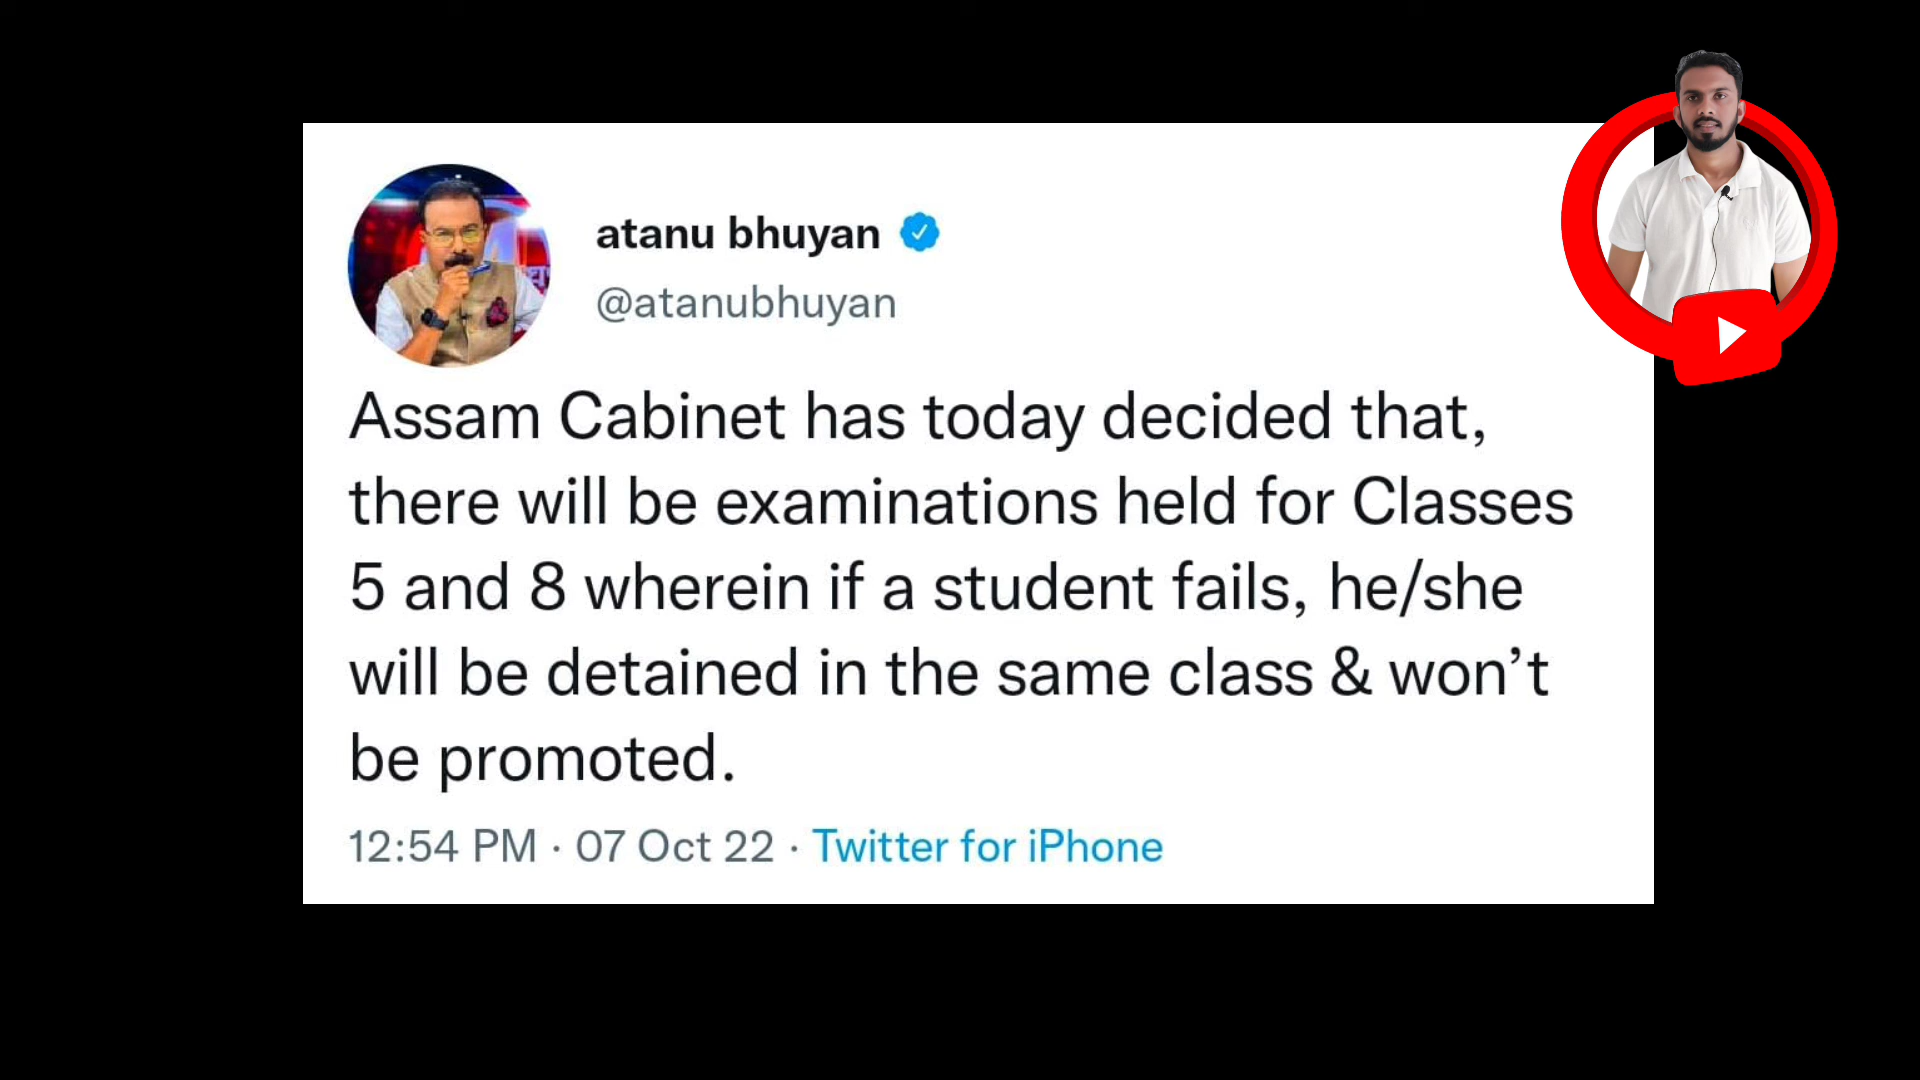 atanu bhuyan
@atanubhuyan
Assam Cabinet has today decided that,
there will be examinations held for Classes
5 and 8 wherein if a student fails, he/she
will be detained in the same class & won’t
be promoted.
12:54 PM · 07 Oct 22 · Twitter for iPhone